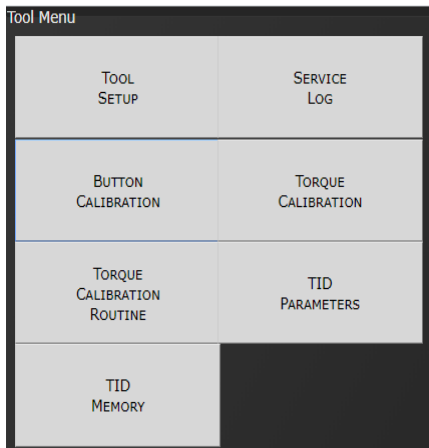 Tool Menu
Tool
Setup
Service
Log
Button
Calibration
Torque
Calibration
Torque
Calibration
Routine
TID
Parameters
TID
Memory